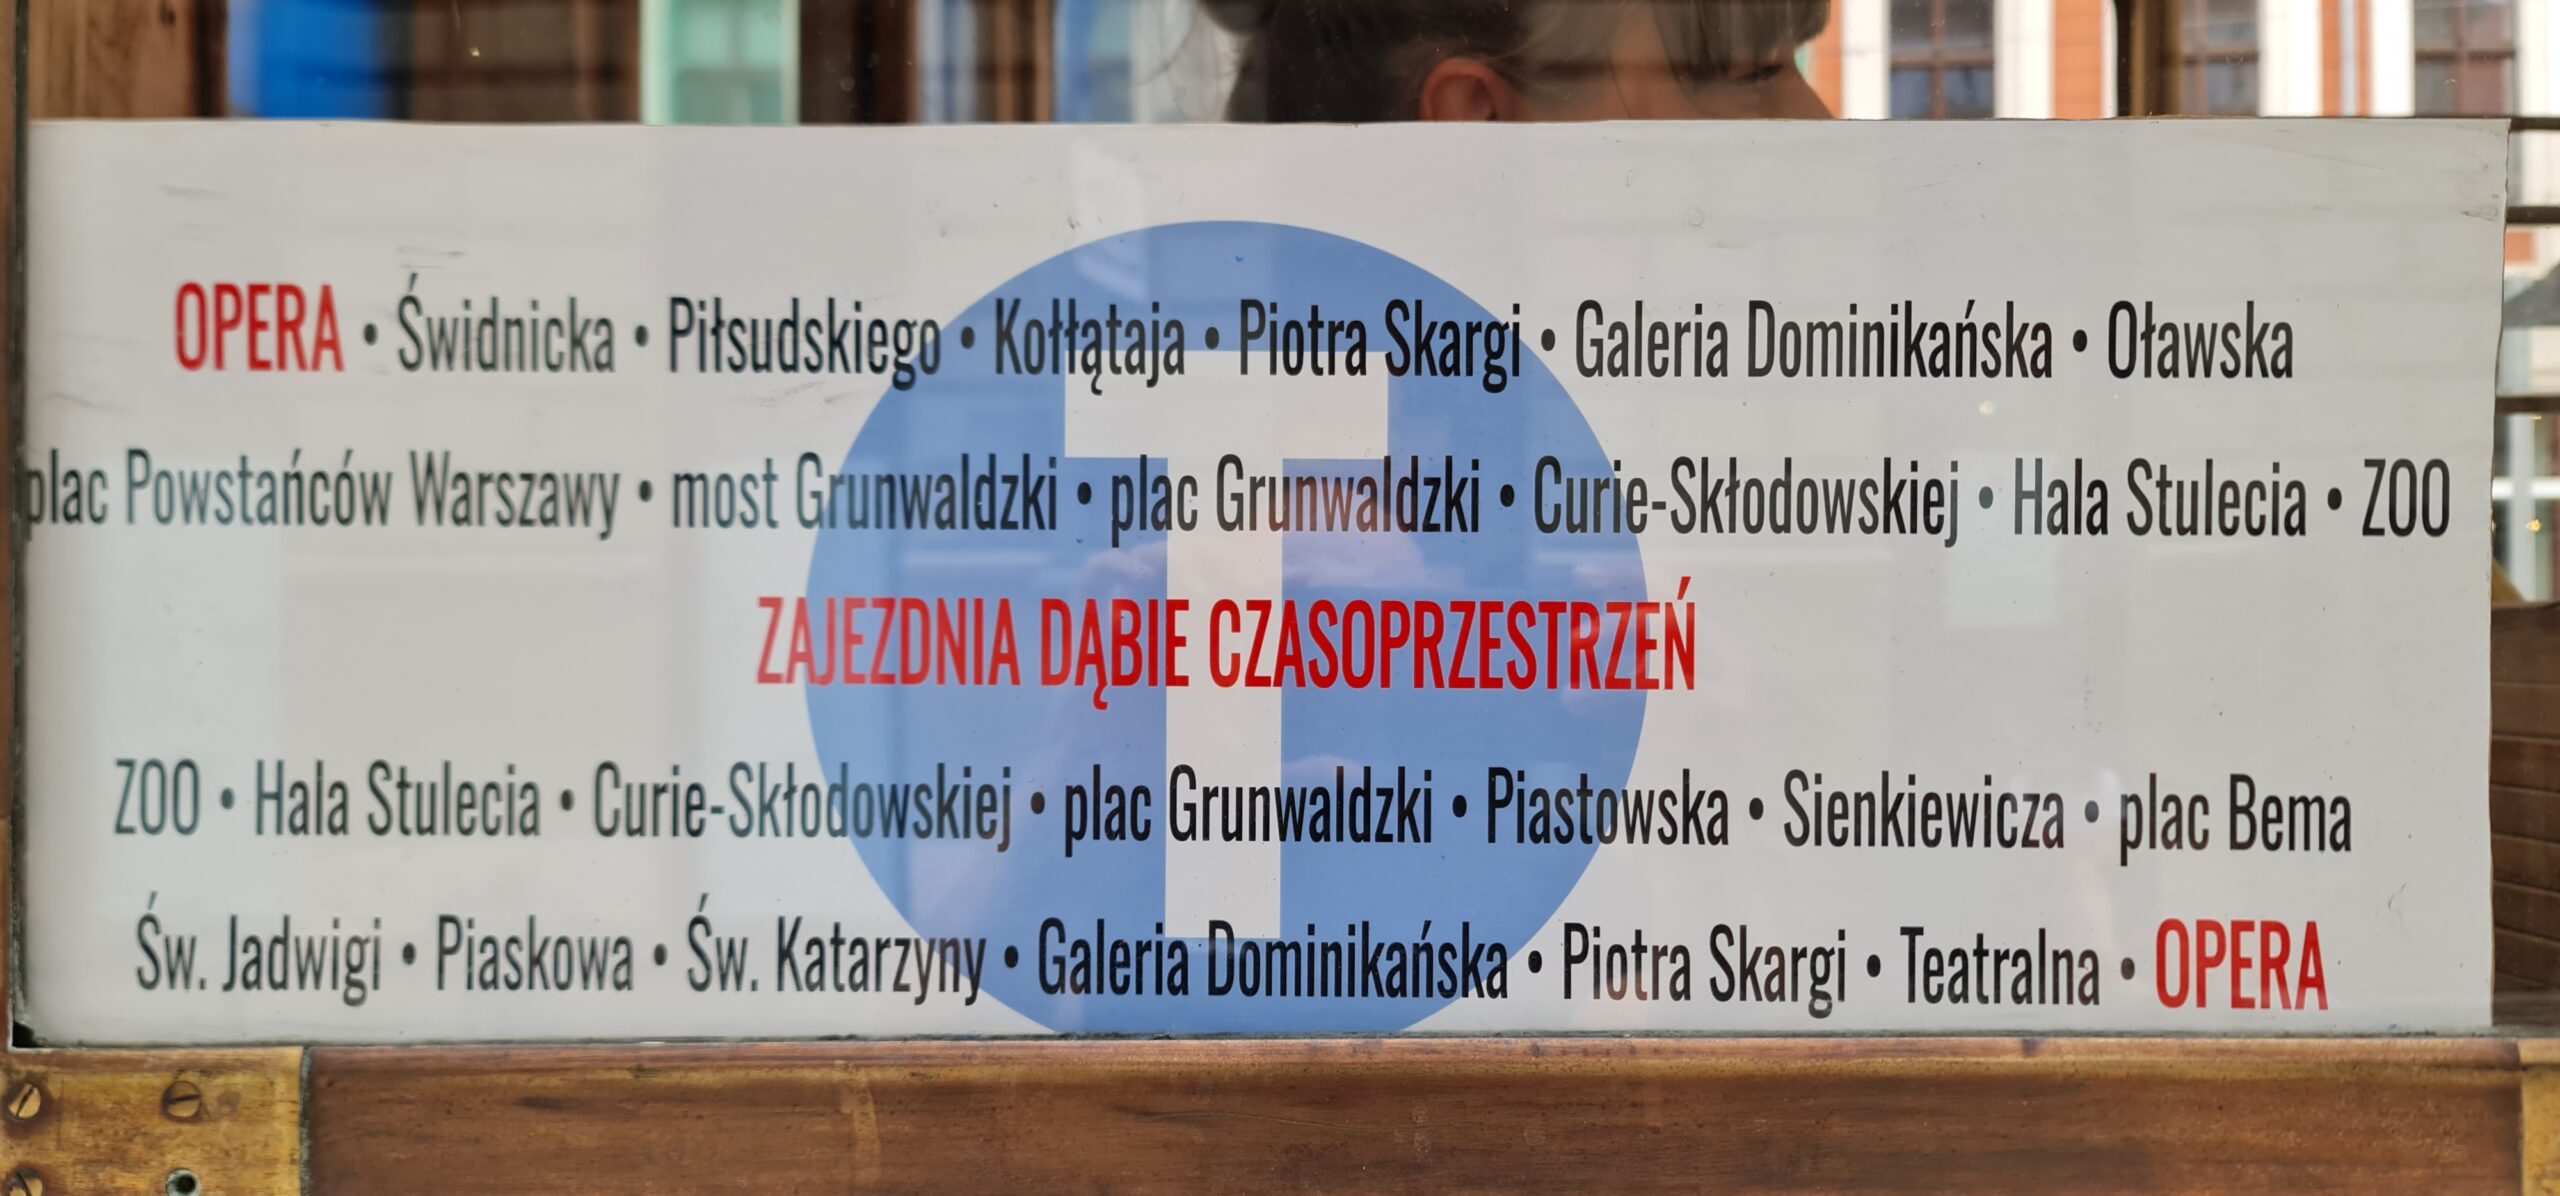 OPERA • Świdnicka • Piłsudskiego • Kołłątaja • Piotra Skargi • Galeria Dominikańska • Oławska
plac Powstańców Warszawy • most Grunwaldzki • plac Grunwaldzki • Curie-Skłodowskiej • Hala Stulecia • ZOO
ZAJEZDNIA DĄBIE CZASOPRZESTRZEŃ
ZOO • Hala Stulecia • Curie-Skłodowskiej • plac Grunwaldzki • Piastowska • Sienkiewicza • plac Bema
Św. Jadwigi • Piaskowa • Św. Katarzyny • Galeria Dominikańska • Piotra Skargi • Teatralna • OPERA
T